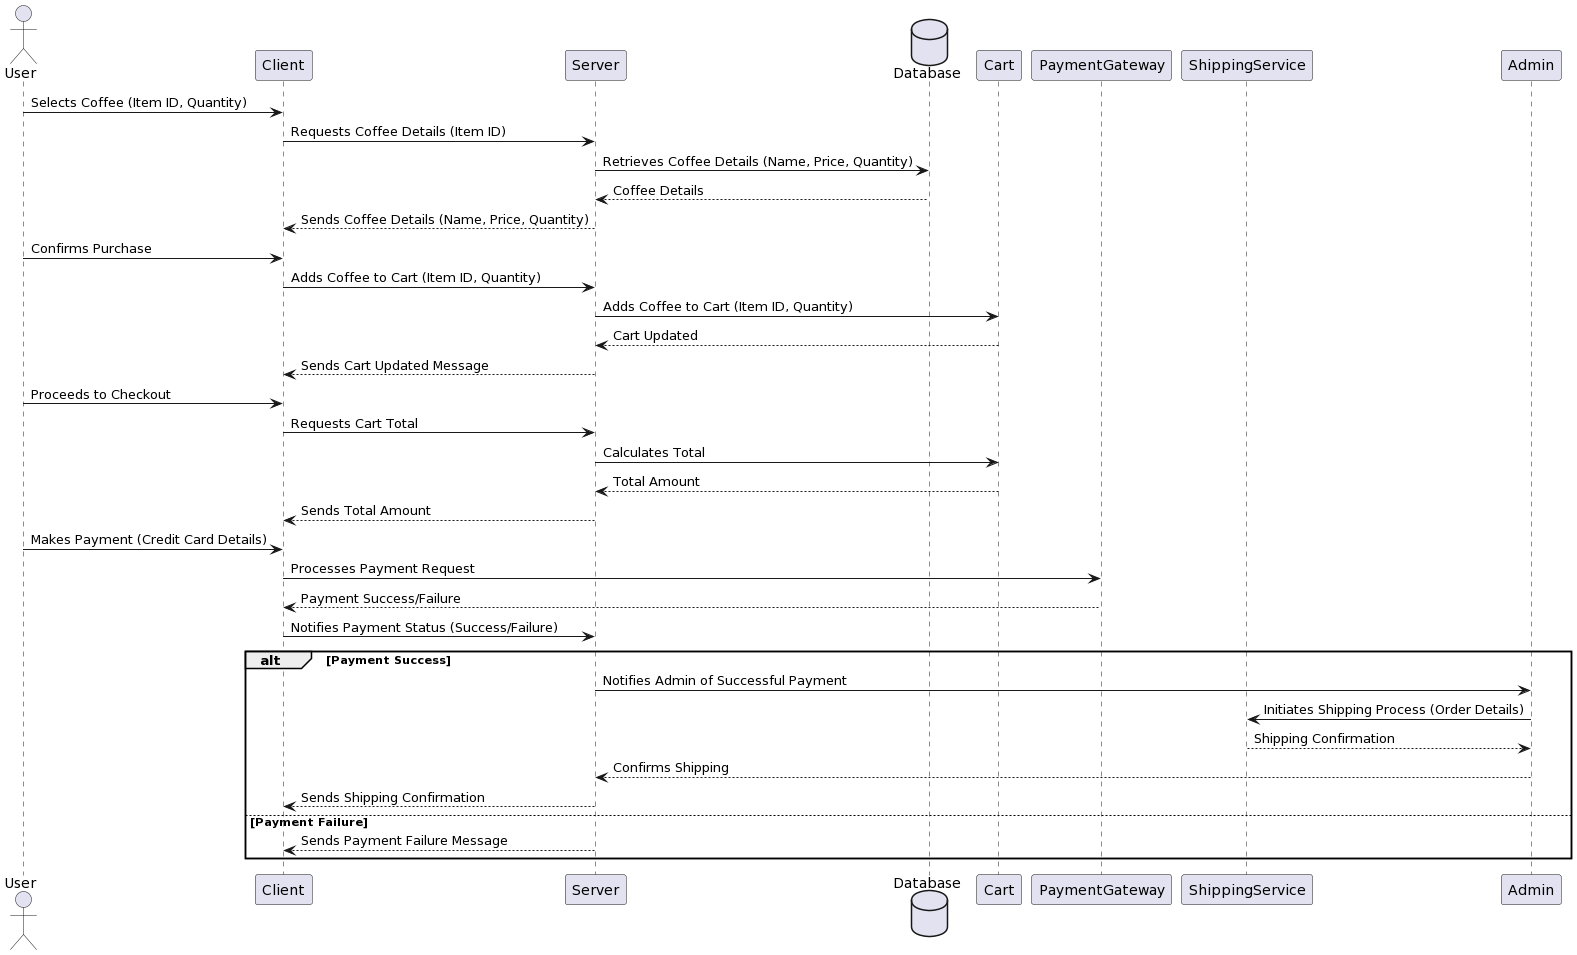 User
Client
Server
Database
Cart
PaymentGateway
ShippingService
Admin
Selects Coffee (Item ID, Quantity)
Requests Coffee Details (Item ID)
Retrieves Coffee Details (Name, Price, Quantity)
Coffee Details
Sends Coffee Details (Name, Price, Quantity)
Confirms Purchase
Adds Coffee to Cart (Item ID, Quantity)
Adds Coffee to Cart (Item ID, Quantity)
Cart Updated
Sends Cart Updated Message
Proceeds to Checkout
Requests Cart Total
Calculates Total
Total Amount
Sends Total Amount
Makes Payment (Credit Card Details)
Processes Payment Request
Payment Success/Failure
Notifies Payment Status (Success/Failure)
alt [Payment Success]
Notifies Admin of Successful Payment
Initiates Shipping Process (Order Details)
Shipping Confirmation
Confirms Shipping
Sends Shipping Confirmation
[Payment Failure]
Sends Payment Failure Message
User
Client
Server
Database
Cart
PaymentGateway
ShippingService
Admin